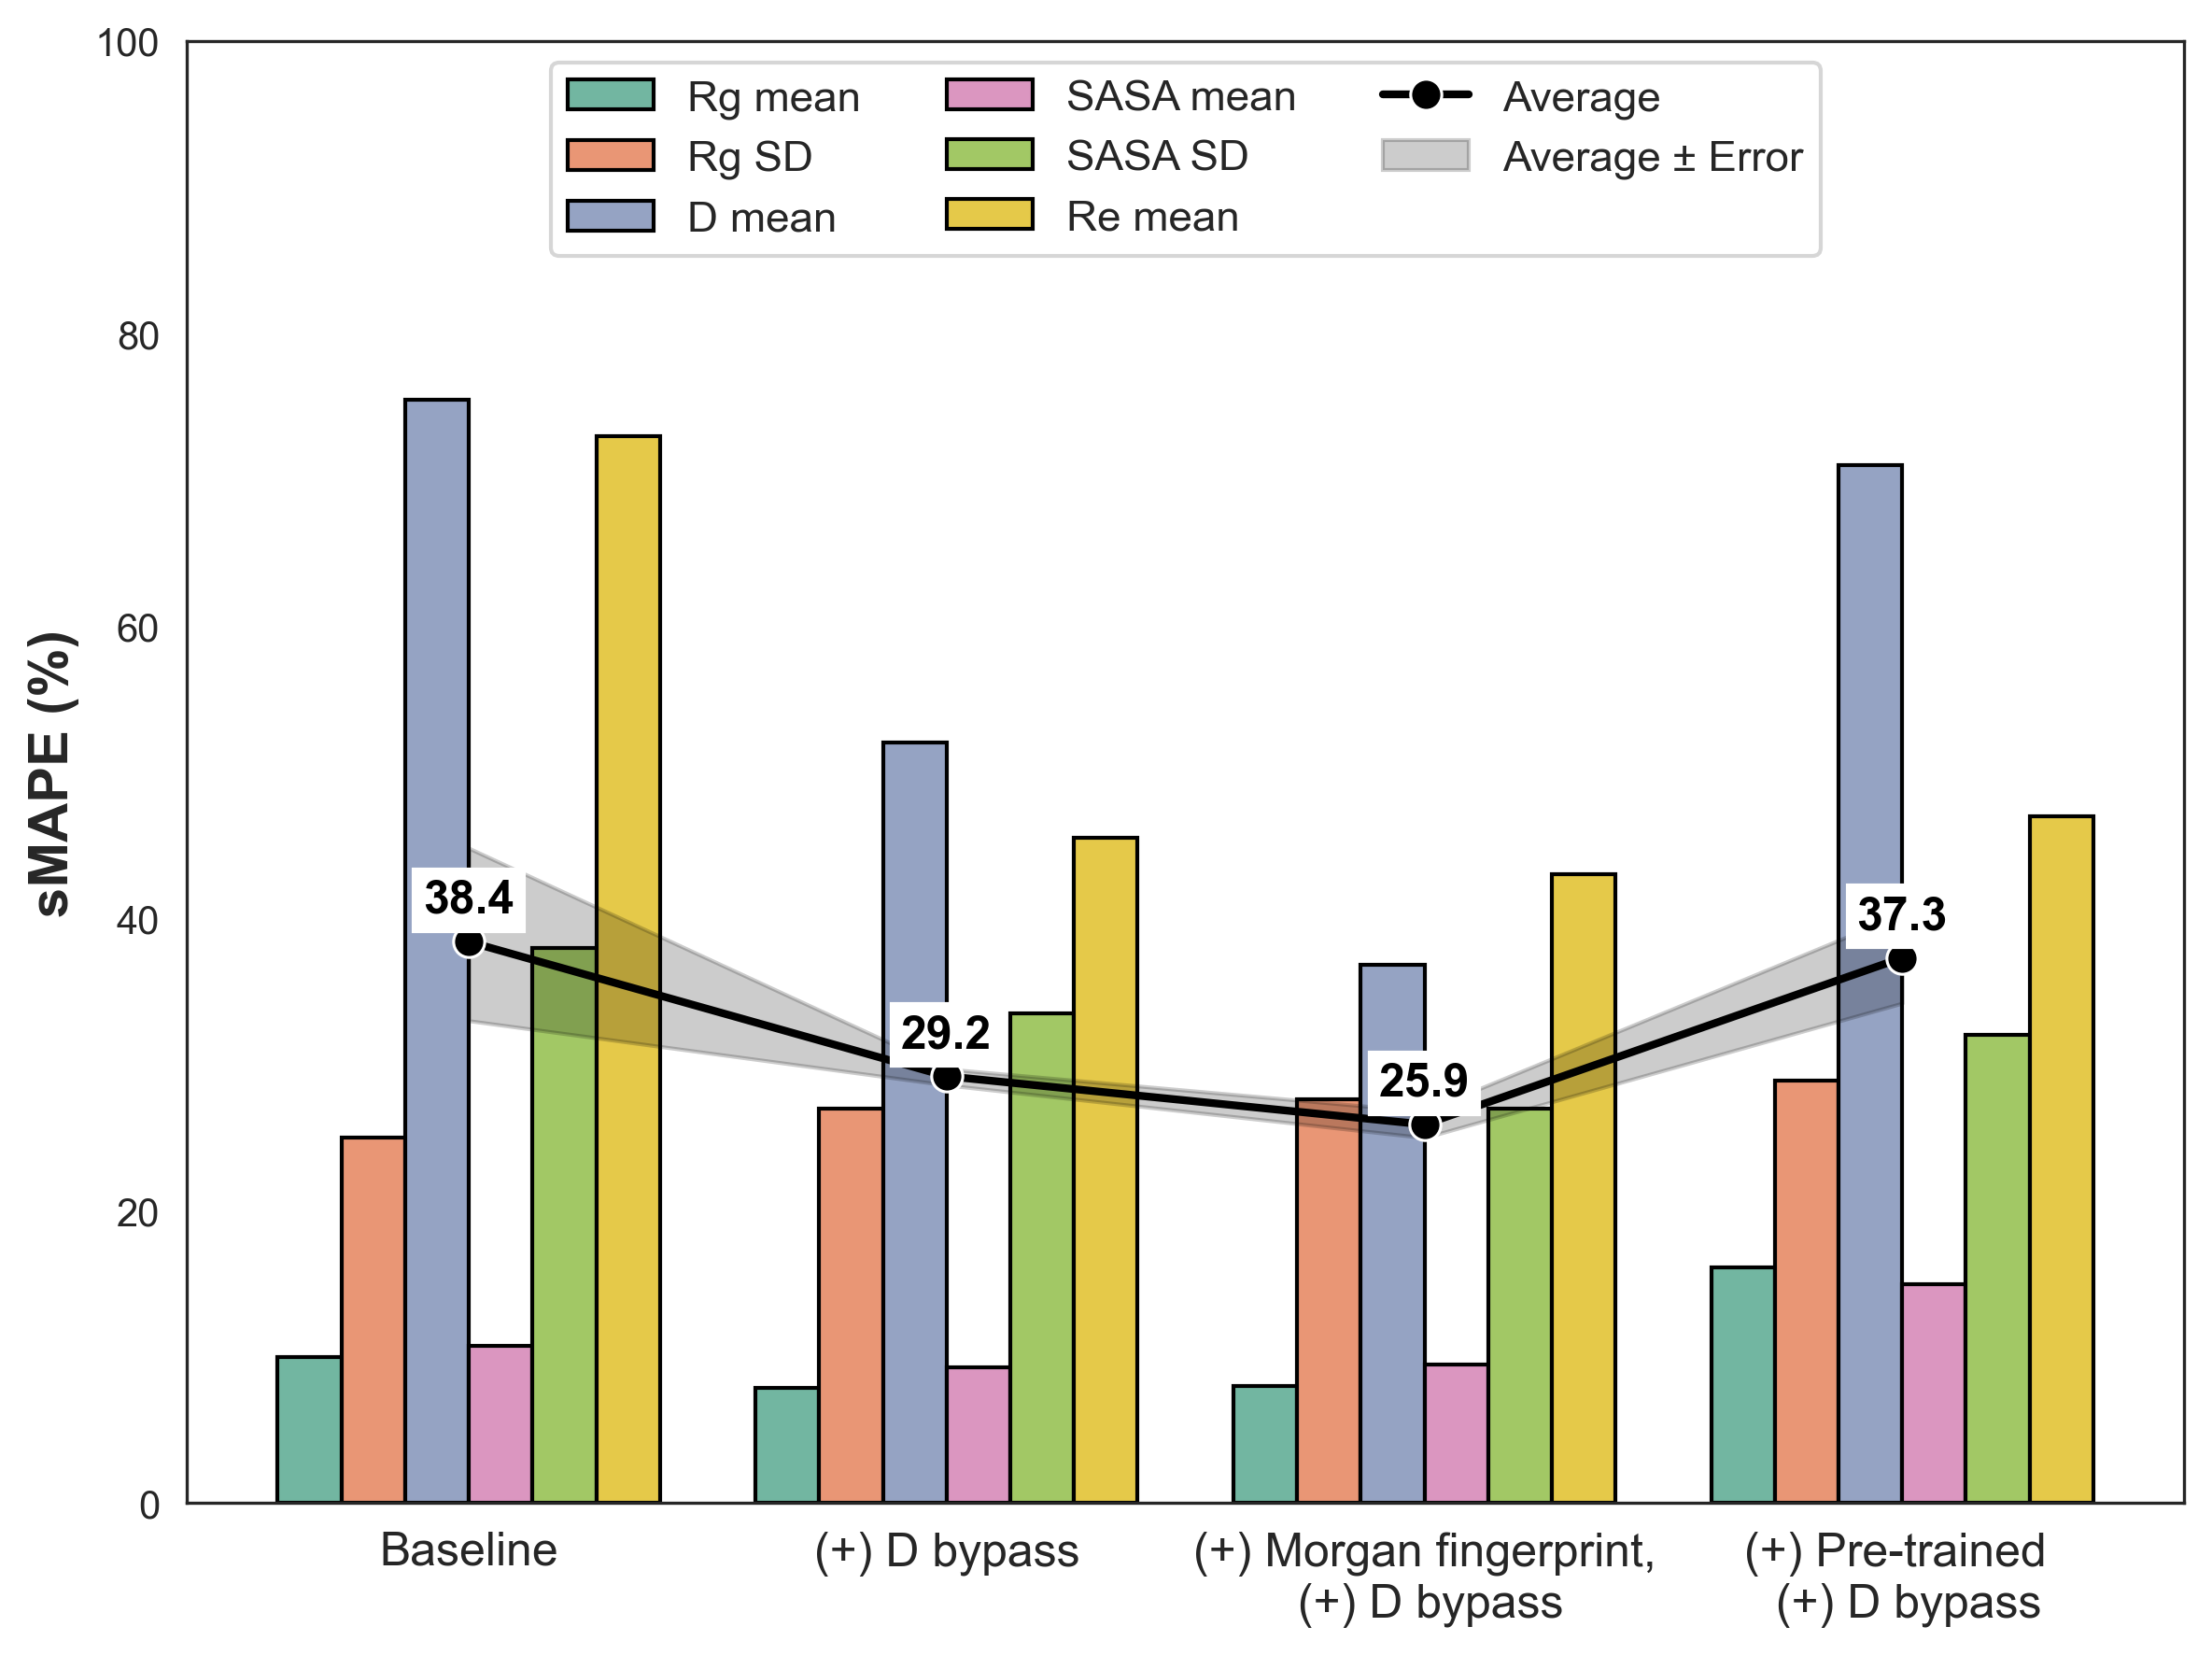 100
80
60
40
20
0
sMAPE (%)
Rg mean
Rg SD
D mean
SASA mean
SASA SD
Re mean
Average
Average ± Error
38.4
29.2
25.9
37.3
Baseline
(+) D bypass
(+) Morgan fingerprint,
(+) D bypass
(+) Pre-trained
(+) D bypass